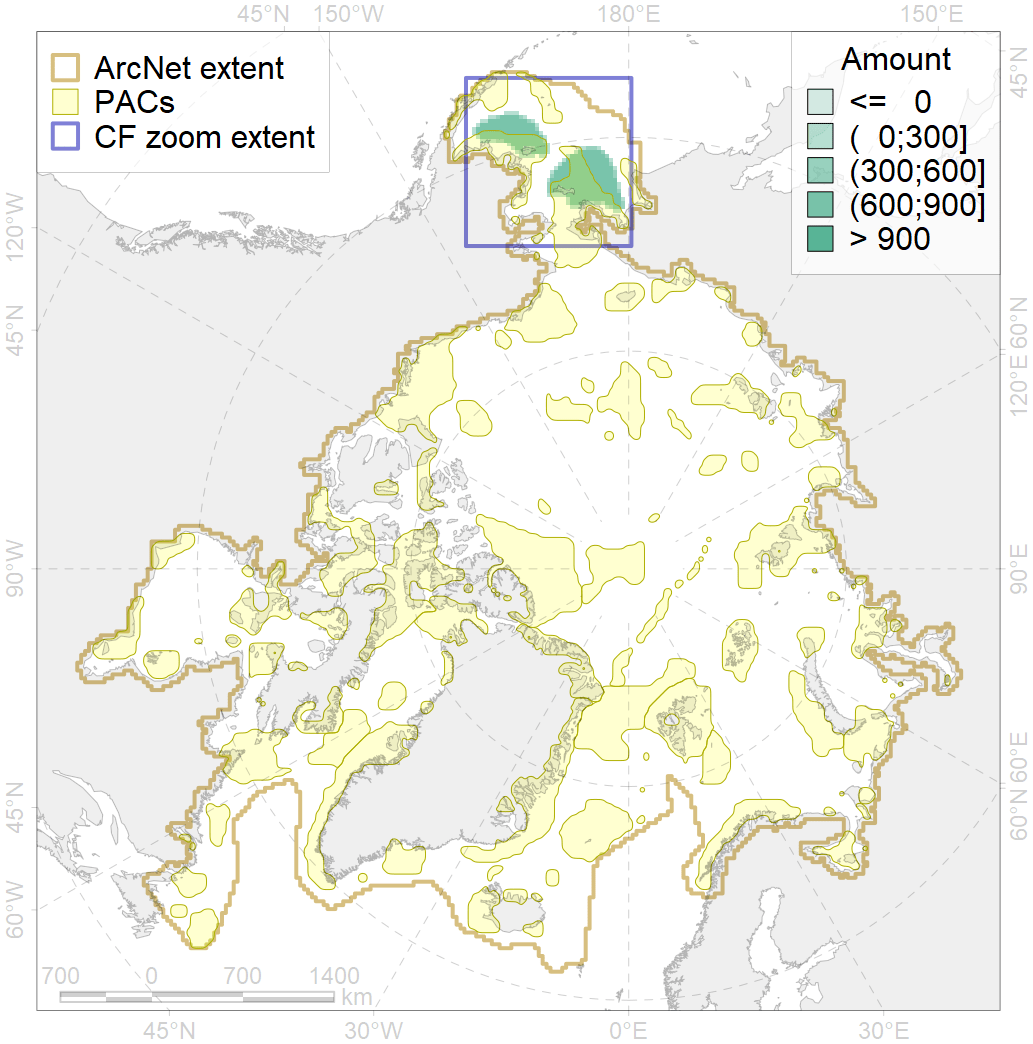 45°N 150°W 180°E 150°E
ArcNet extent
PACs
CF zoom extent
Amount
<= 0
( 0;300]
(300;600]
(600;900]
> 900
120°W
45°N
90°W
45°N
60°W
45°N
60°N
120°E
90°E
60°E
60°N
700 0 700 1400
km
45°N 30°W 0°E 30°E